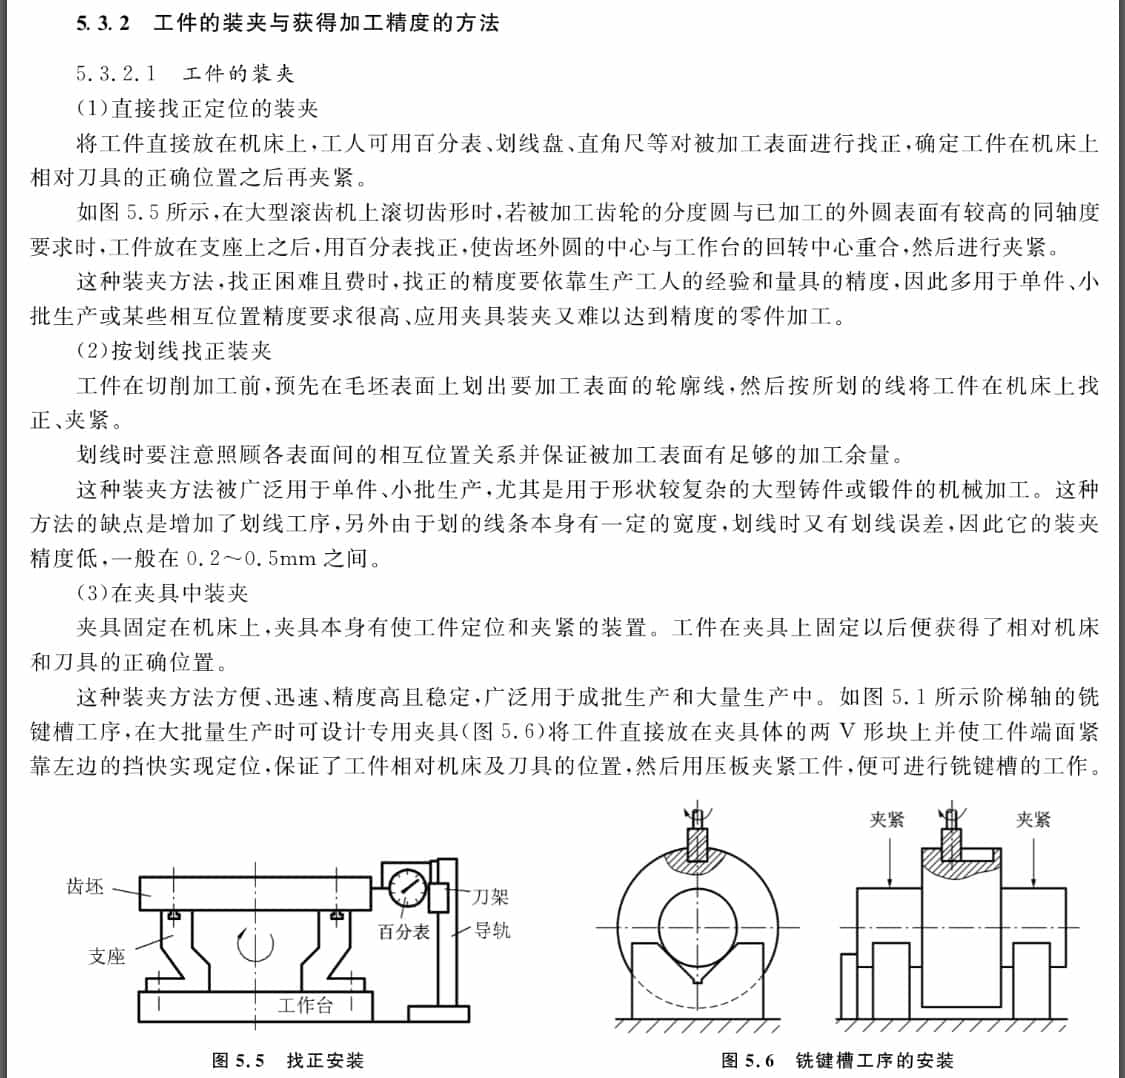 5.3.2 工件的装夹与获得加工精度的方法
5.3.2.1 工件的装夹
(1)直接找正定位的装夹
将工件直接放在机床上,工人可用百分表、划线盘、直角尺等对被加工表面进行找正,确定工件在机床上
相对刀具的正确位置之后再夹紧。
如图 5.5 所示,在大型滚齿机上滚切齿形时,若被加工齿轮的分度圆与已加工的外圆表面有较高的同轴度
要求时,工件放在支座上之后,用百分表找正,使齿坯外圆的中心与工作台的回转中心重合,然后进行夹紧。
这种装夹方法,找正困难且费时,找正的精度要依靠生产工人的经验和量具的精度,因此多用于单件、小
批生产或某些相互位置精度要求很高、应用夹具装夹又难以达到精度的零件加工。
(2)按划线找正装夹
工件在切削加工前,预先在毛坯表面上划出要加工表面的轮廓线,然后按所划的线将工件在机床上找
正、夹紧。
划线时要注意照顾各表面间的相互位置关系并保证被加工表面有足够的加工余量。
这种装夹方法被广泛用于单件、小批生产,尤其是用于形状较复杂的大型铸件或锻件的机械加工。这种
方法的缺点是增加了划线工序,另外由于划的线条本身有一定的宽度,划线时又有划线误差,因此它的装夹
精度低,一般在 0.2～0.5mm 之间。
(3)在夹具中装夹
夹具固定在机床上,夹具本身有使工件定位和夹紧的装置。工件在夹具上固定以后便获得了相对机床
和刀具的正确位置。
这种装夹方法方便、迅速、精度高且稳定,广泛用于成批生产和大量生产中。如图 5.1 所示阶梯轴的铣
键槽工序,在大批量生产时可设计专用夹具(图 5.6)将工件直接放在夹具体的两 V 形块上并使工件端面紧
靠左边的挡快实现定位,保证了工件相对机床及刀具的位置,然后用压板夹紧工件,便可进行铣键槽的工作。
齿坯
支座
工作台
百分表
刀架
导轨
图 5.5 找正安装
夹紧
夹紧
图 5.6 铣键槽工序的安装